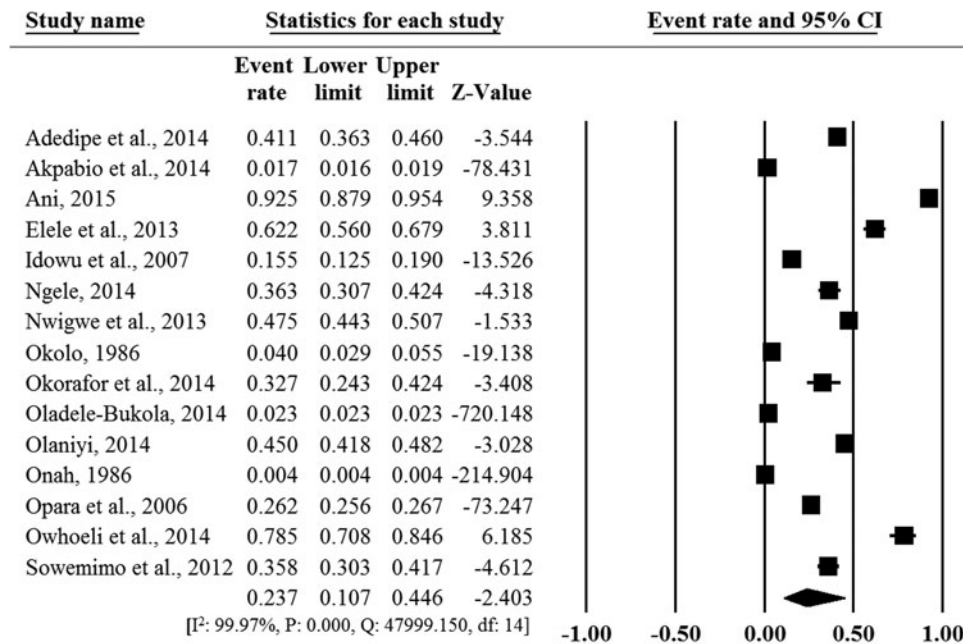 Study name Statistics for each study Event rate and 95% CI
Event Lower Upper
rate limit limit Z-Value
Adedipe et al., 2014 0.411 0.363 0.460 -3.544
Akpabio et al., 2014 0.017 0.016 0.019 -78.431
Ani, 2015 0.925 0.879 0.954 9.358
Elele et al., 2013 0.622 0.560 0.679 3.811
Idowu et al., 2007 0.155 0.125 0.190 -13.526
Ngele, 2014 0.363 0.307 0.424 -4.318
Nwigwe et al., 2013 0.475 0.443 0.507 -1.533
Okolo, 1986 0.040 0.029 0.055 -19.138
Okorafor et al., 2014 0.327 0.243 0.424 -3.408
Oladele-Bukola, 2014 0.023 0.023 0.023 -720.148
Olaniyi, 2014 0.450 0.418 0.482 -3.028
Onah, 1986 0.004 0.004 0.004 -214.904
Opara et al., 2006 0.262 0.256 0.267 -73.247
Owhoeli et al., 2014 0.785 0.708 0.846 6.185
Sowemimo et al., 2012 0.358 0.303 0.417 -4.612
0.237 0.107 0.446 -2.403
[I²: 99.97%, P: 0.000, Q: 47999.150, df: 14]
-1.00 -0.50 0.00 0.50 1.00